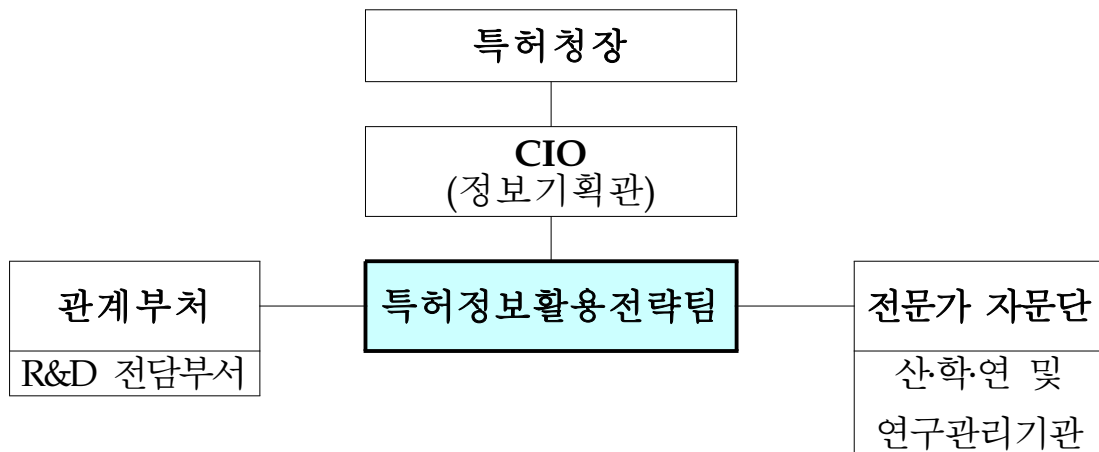 특허청장
CIO
(정보기획관)
관계부처
R&D 전담부서
특허정보활용전략팀
전문가 자문단
산·학·연 및
연구관리기관